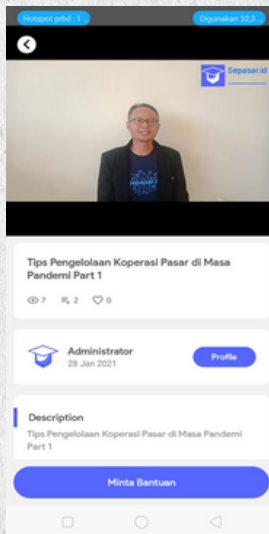 Hotspot prbd : 1 ...
Digunakan 32,3 ...
Sepasar.id
Tips Pengelolaan Koperasi Pasar di Masa
Pandemi Part 1
7
2
0
Administrator
28 Jan 2021
Profile
Description
Tips Pengelolaan Koperasi Pasar di Masa Pandemi
Part 1
Minta Bantuan